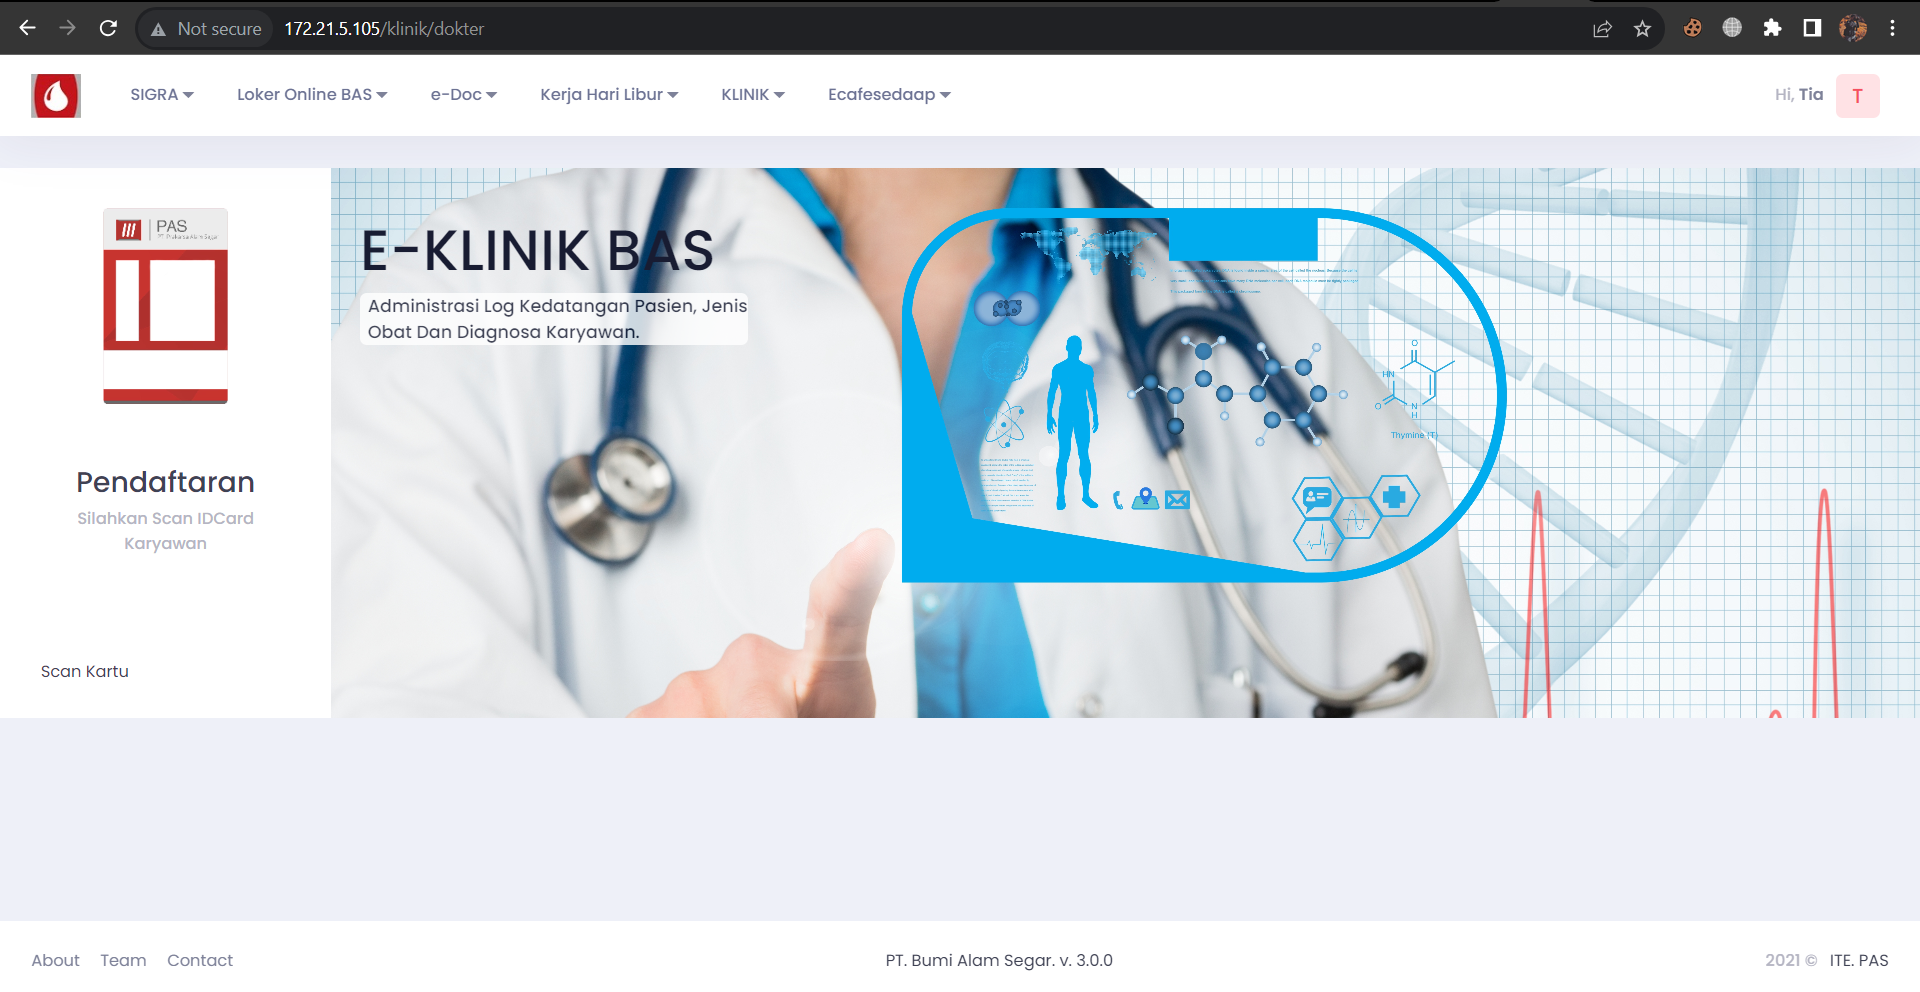 Not secure
172.21.5.105/klinik/dokter
SIGRA
Loker Online BAS
e-Doc
Kerja Hari Libur
KLINIK
Ecafesedaap
Hi, Tia
T
PAS
Pendaftaran
Silahkan Scan IDCard
Karyawan
Scan Kartu
E-KLINIK BAS
Administrasi Log Kedatangan Pasien, Jenis
Obat Dan Diagnosa Karyawan.
O
HN
O
N
H
Thymine (T)
About
Team
Contact
PT. Bumi Alam Segar. v. 3.0.0
2021 © ITE. PAS